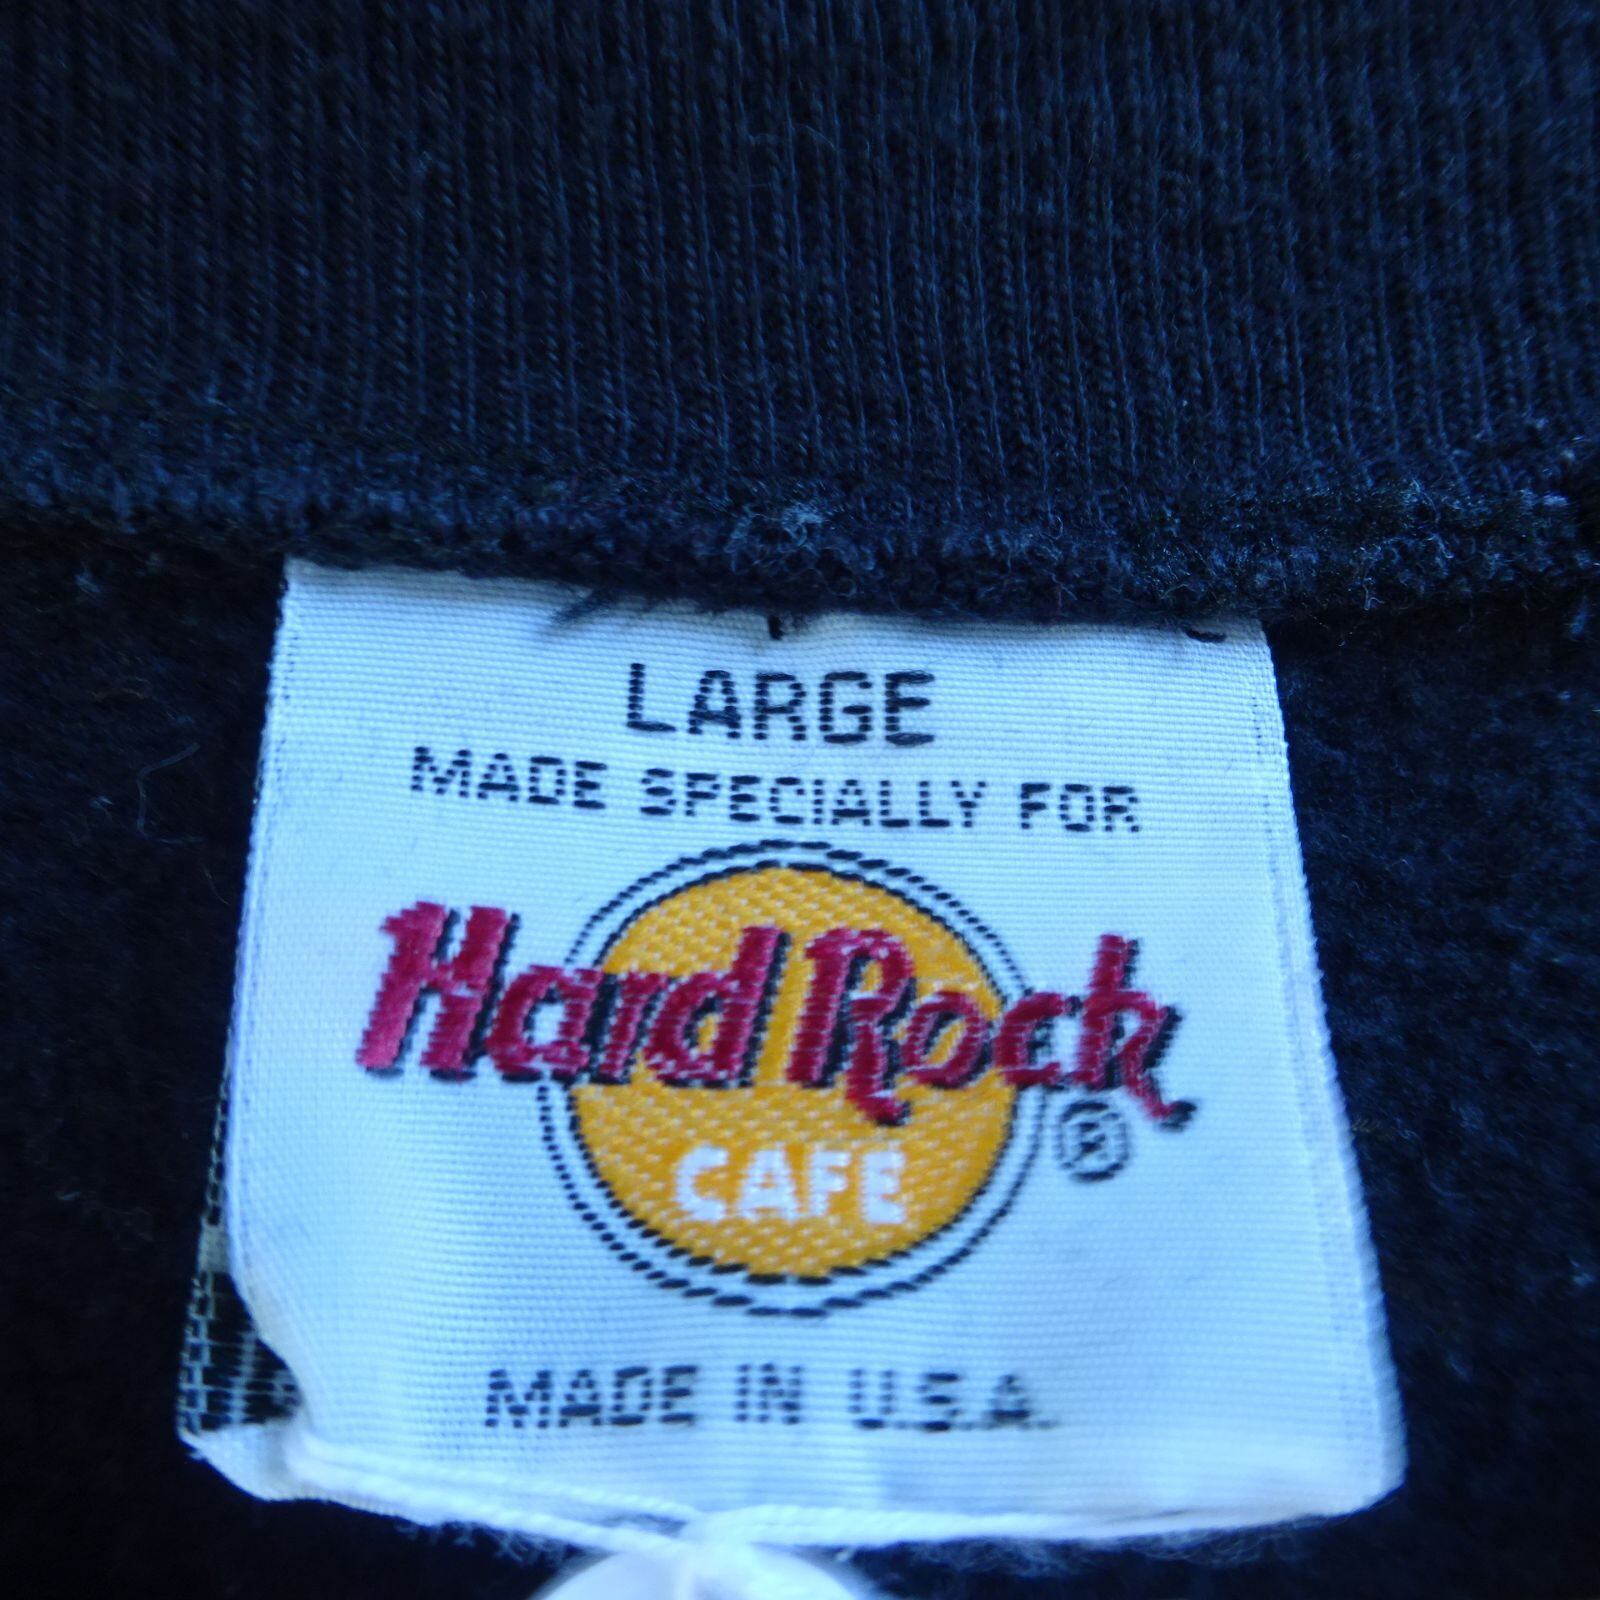 LARGE
MADE SPECIALLY FOR
Hard Rock
®
CAFE
MADE IN U.S.A.